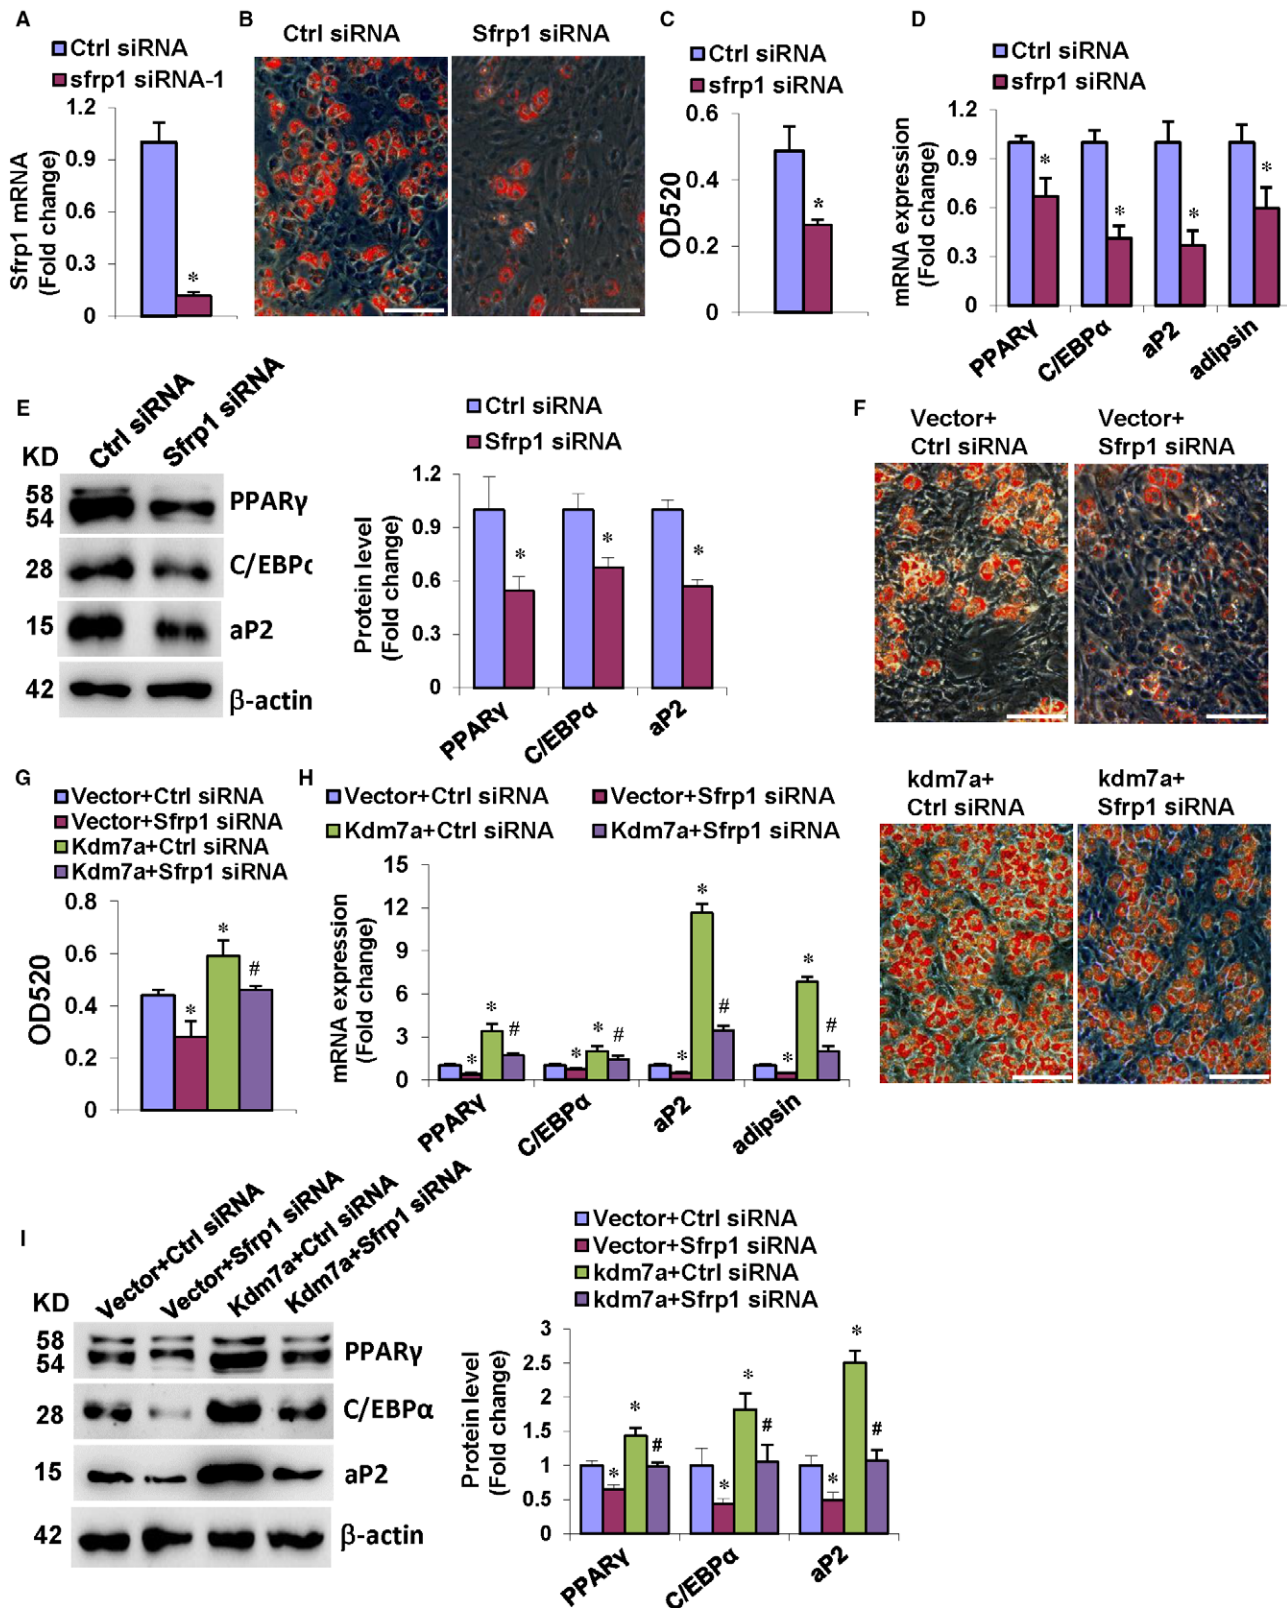 A
Ctrl siRNA
sfrp1 siRNA-1
Sfrp1 mRNA
(Fold change)
1.2
0.9
0.6
0.3
0
*
B
Ctrl siRNA
Sfrp1 siRNA
C
Ctrl siRNA
sfrp1 siRNA
OD520
0.6
0.4
0.2
0
*
D
Ctrl siRNA
sfrp1 siRNA
mRNA expression
(Fold change)
1.2
0.9
0.6
0.3
0
* * * *
PPARγ C/EBPα aP2 adipsin
E
Ctrl siRNA Sfrp1 siRNA
KD
58
54
PPARγ
28
C/EBPα
15
aP2
42
β-actin
Ctrl siRNA
Sfrp1 siRNA
Protein level
(Fold change)
1.2
0.9
0.6
0.3
0
* * *
PPARγ C/EBPα aP2
F
Vector+
Ctrl siRNA
Vector+
Sfrp1 siRNA
kdm7a+
Ctrl siRNA
kdm7a+
Sfrp1 siRNA
G
Vector+Ctrl siRNA
Vector+Sfrp1 siRNA
Kdm7a+Ctrl siRNA
Kdm7a+Sfrp1 siRNA
OD520
0.8
0.6
0.4
0.2
0
* * #
H
Vector+Ctrl siRNA Vector+Sfrp1 siRNA
Kdm7a+Ctrl siRNA Kdm7a+Sfrp1 siRNA
mRNA expression
(Fold change)
15
12
9
6
3
0
* * # * * # * * # * * #
PPARγ C/EBPα aP2 adipsin
I
Vector+Ctrl siRNA Vector+Sfrp1 siRNA Kdm7a+Ctrl siRNA Kdm7a+Sfrp1 siRNA
KD
58
54
PPARγ
28
C/EBPα
15
aP2
42
β-actin
Vector+Ctrl siRNA
Vector+Sfrp1 siRNA
kdm7a+Ctrl siRNA
kdm7a+Sfrp1 siRNA
Protein level
(Fold change)
3
2.5
2
1.5
1
0.5
0
* * # * * # * * #
PPARγ C/EBPα aP2